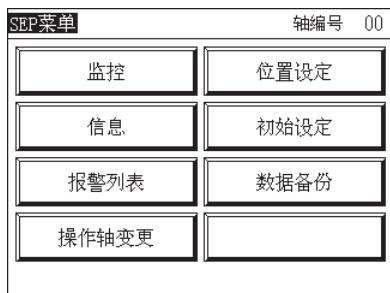 SEP菜单 轴编号 00
监控 位置设定
信息 初始设定
报警列表 数据备份
操作轴变更